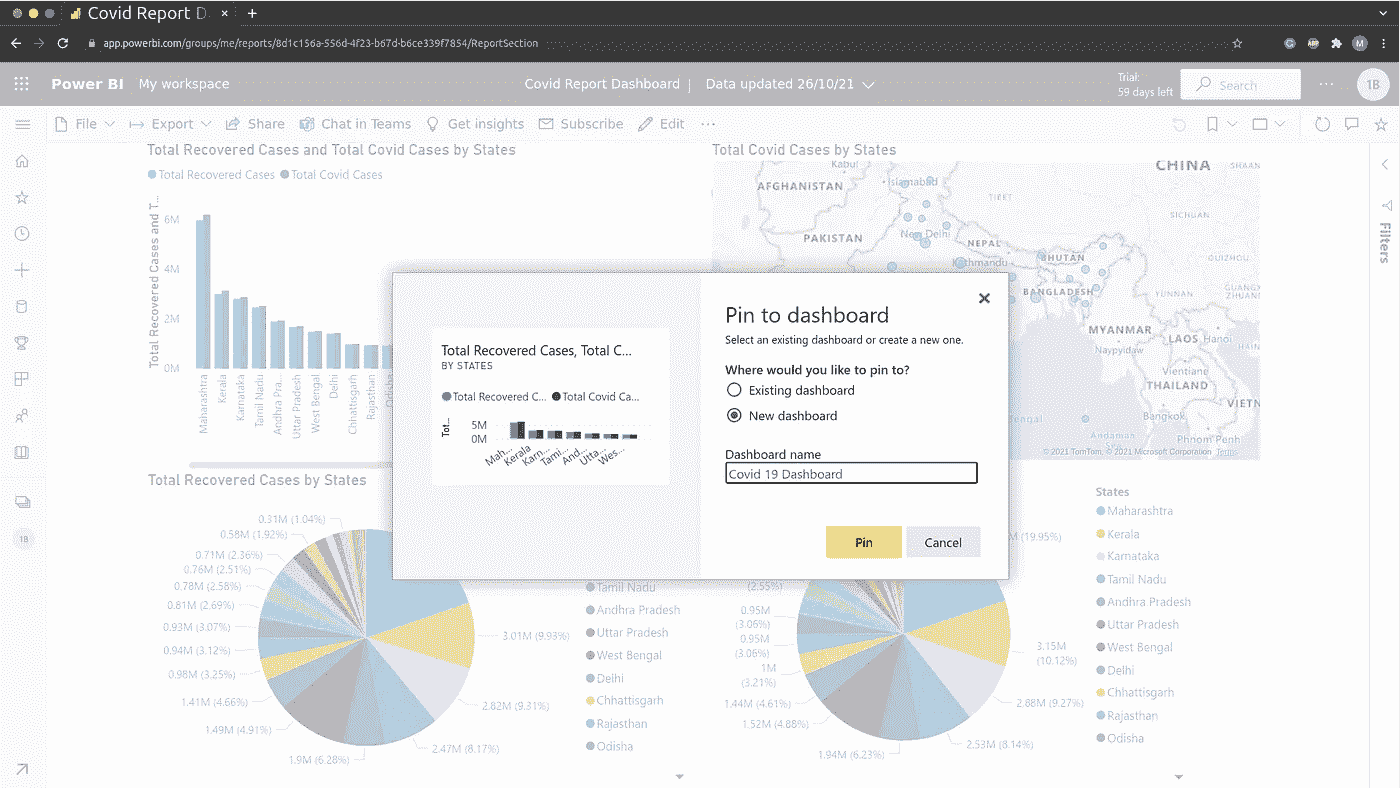 Covid Report D
app.powerbi.com/groups/me/reports/8d1c156a-556d-4f23-b67d-b6ce339f7854/ReportSection
M
Power BI My workspace
Covid Report Dashboard | Data updated 26/10/21
Trial:
59 days left
Search
1B
File Export Share Chat in Teams Get insights Subscribe Edit
Total Recovered Cases and Total Covid Cases by States
Total Recovered Cases Total Covid Cases
Total Recovered Cases and T...
6M
4M
2M
0M
Maharashtra
Kerala
Karnataka
Tamil Nadu
Andhra Pra...
Uttar Pradesh
West Bengal
Delhi
Chhattisgarh
Rajasthan
Odisha
Total Covid Cases by States
CHINA
SHAAN
Kabul
Islamabad
AFGHANISTAN
TIBET
SICHUAN
PAKISTAN
New Delhi
NEPAL
Kathmandu
BHUTAN
GUIZHOU
BANGLADESH
YUNNAN
GUANGX
ZHUAN
MYANMAR
LAOS
Hanoi
HAIN
Naypyidaw
Vientiane
THAILAND
VIETN
Bangkok
Andaman
Sea
Phnom Penh
© 2021 TomTom, © 2021 Microsoft Corporation Terms
Filters
Total Recovered Cases, Total C...
BY STATES
Total Recovered C... Total Covid Ca...
Tot...
5M
0M
Mah...
Kerala
Karn...
Tami...
And...
Utta...
Wes...
Pin to dashboard
Select an existing dashboard or create a new one.
Where would you like to pin to?
Existing dashboard
New dashboard
Dashboard name
Covid 19 Dashboard
Pin Cancel
Total Recovered Cases by States
0.31M (1.04%)
0.58M (1.92%)
0.71M (2.36%)
0.76M (2.51%)
0.78M (2.58%)
0.81M (2.69%)
0.93M (3.07%)
0.94M (3.12%)
0.98M (3.25%)
1.41M (4.66%)
1.49M (4.91%)
1.9M (6.28%)
2.47M (8.17%)
2.82M (9.31%)
3.01M (9.93%)
Tamil Nadu
Andhra Pradesh
Uttar Pradesh
West Bengal
Delhi
Chhattisgarh
Rajasthan
Odisha
M (19.95%)
(2.55%)
0.95M
(3.06%)
0.95M
(3.06%)
1M
(3.21%)
1.44M (4.61%)
1.52M (4.88%)
1.94M (6.23%)
2.53M (8.14%)
2.88M (9.27%)
3.15M
(10.12%)
States
Maharashtra
Kerala
Karnataka
Tamil Nadu
Andhra Pradesh
Uttar Pradesh
West Bengal
Delhi
Chhattisgarh
Rajasthan
Odisha
1B